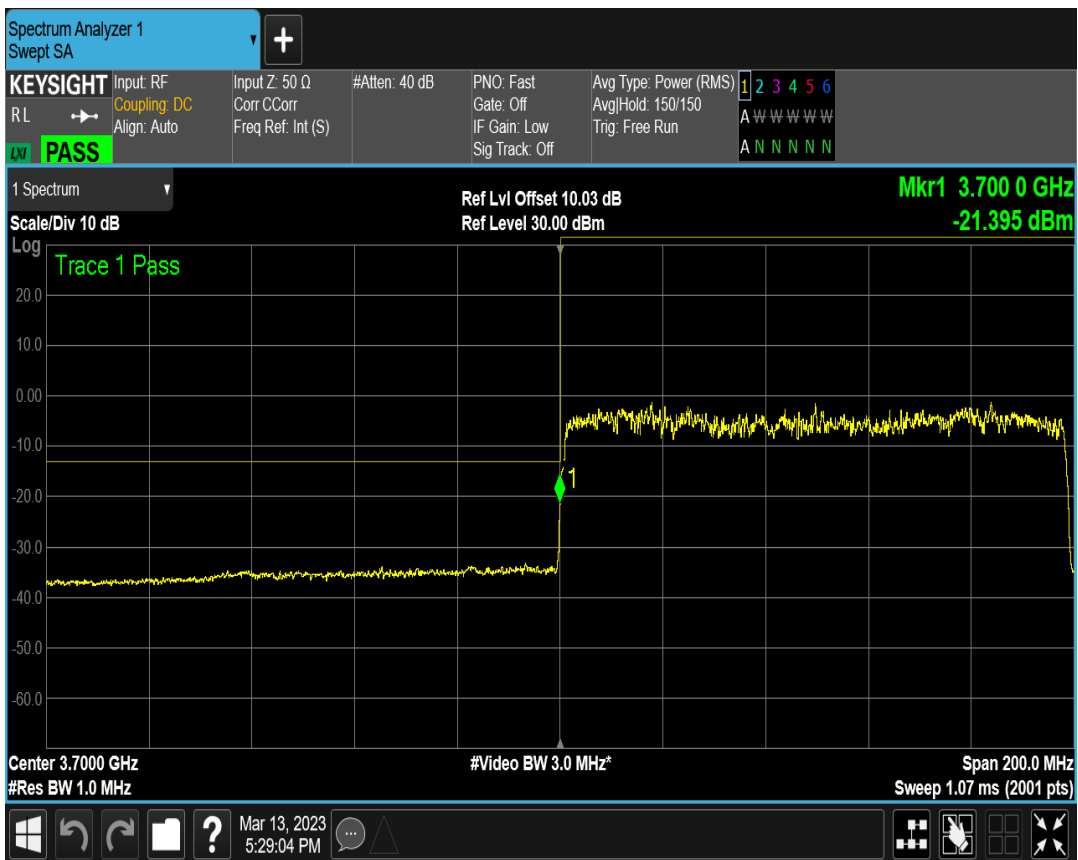 Spectrum Analyzer 1
Swept SA
+
KEYSIGHT
R L
LXI
PASS
Input: RF
Coupling: DC
Align: Auto
Input Z: 50 Ω
Corr CCorr
Freq Ref: Int (S)
#Atten: 40 dB
PNO: Fast
Gate: Off
IF Gain: Low
Sig Track: Off
Avg Type: Power (RMS)
Avg|Hold: 150/150
Trig: Free Run
1 2 3 4 5 6
A W W W W W
A N N N N N
1 Spectrum
Scale/Div 10 dB
Ref Lvl Offset 10.03 dB
Ref Level 30.00 dBm
Mkr1 3.700 0 GHz
-21.395 dBm
Log
Trace 1 Pass
20.0
10.0
0.00
-10.0
1
-20.0
-30.0
-40.0
-50.0
-60.0
Center 3.7000 GHz
#Video BW 3.0 MHz*
Span 200.0 MHz
#Res BW 1.0 MHz
Sweep 1.07 ms (2001 pts)
?
Mar 13, 2023
5:29:04 PM